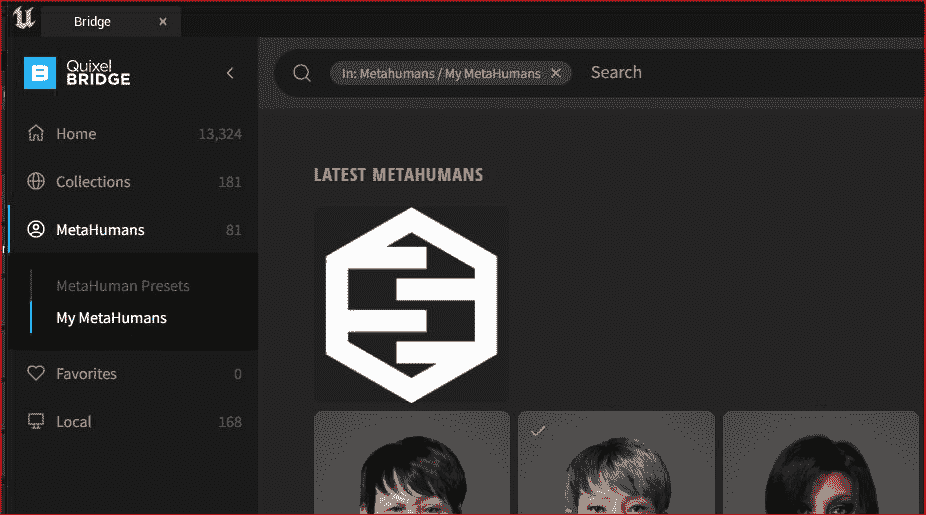 Bridge
Quixel
BRIDGE
In: Metahumans / My MetaHumans
Search
Home 13,324
Collections 181
LATEST METAHUMANS
MetaHumans 81
MetaHuman Presets
My MetaHumans
Favorites 0
Local 168